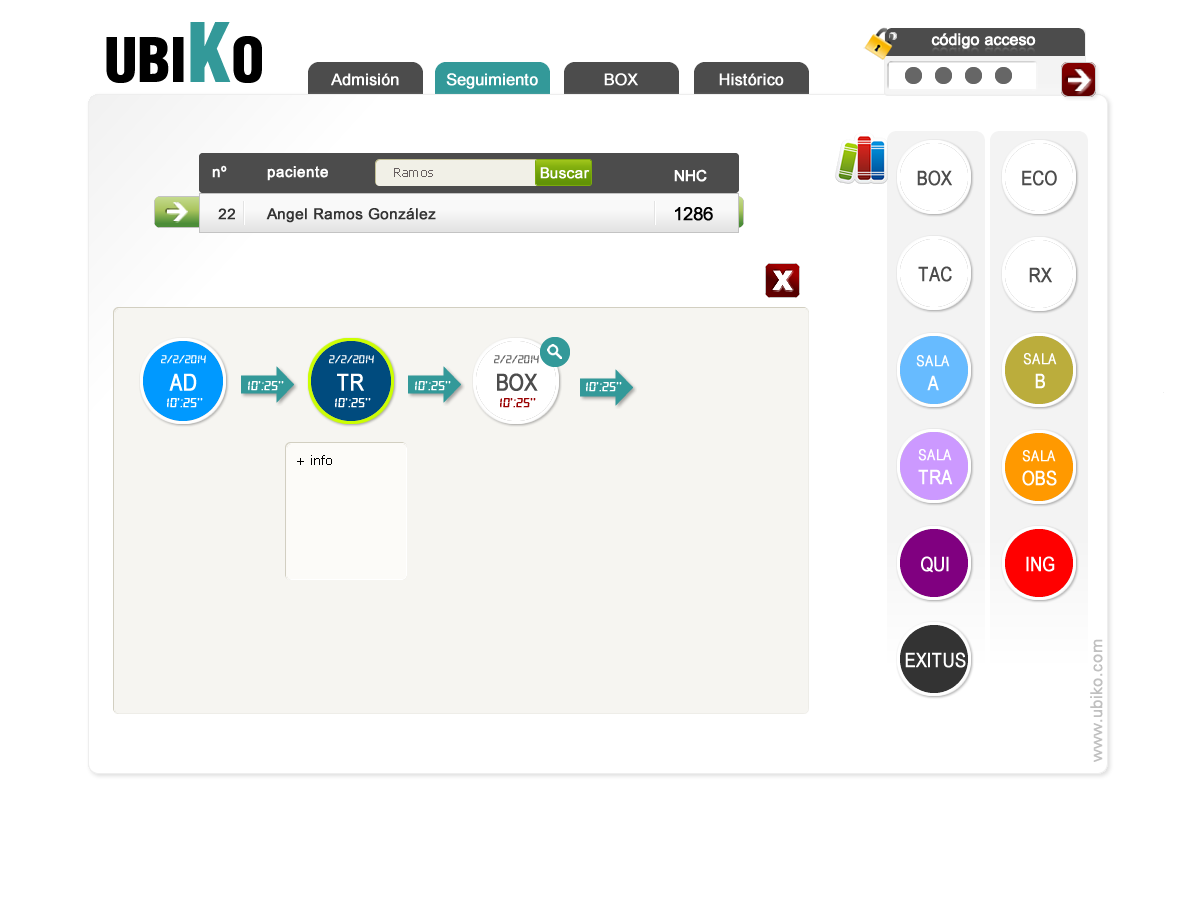 UBIKO
código acceso
Admisión
Seguimiento
BOX
Histórico
nº paciente Ramos Buscar NHC
22 Angel Ramos González 1286
X
2/2/2014
AD
10':25"
10':25"
2/2/2014
TR
10':25"
10':25"
2/2/2014
BOX
10':25"
10':25"
+ info
BOX
ECO
TAC
RX
SALA
A
SALA
B
SALA
TRA
SALA
OBS
QUI
ING
EXITUS
www.ubiko.com